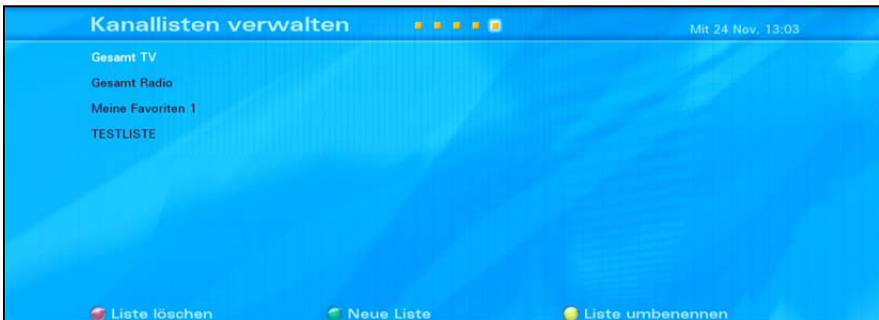 Kanallisten verwalten
Mit 24 Nov, 13:03
Gesamt TV
Gesamt Radio
Meine Favoriten 1
TESTLISTE
Liste löschen
Neue Liste
Liste umbenennen